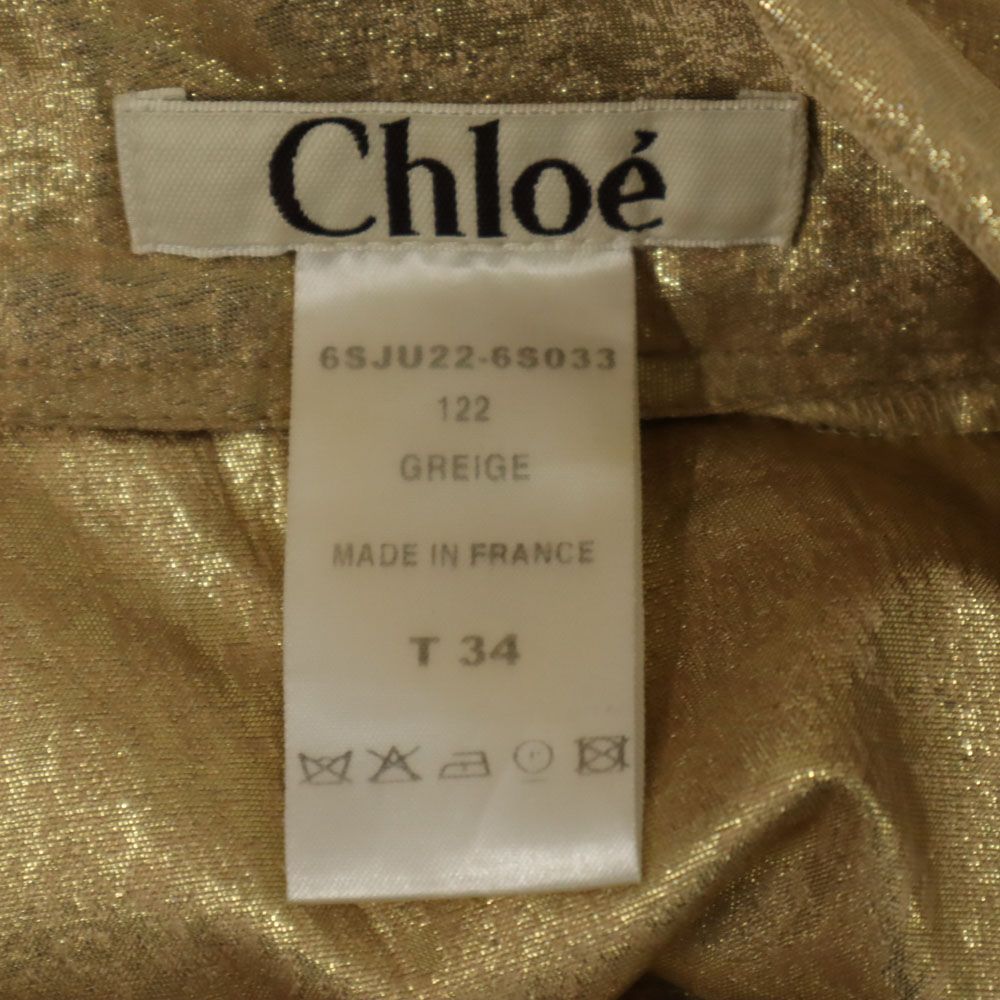 Chloé
6SJU22-6S033
122
GREIGE
MADE IN FRANCE
T 34